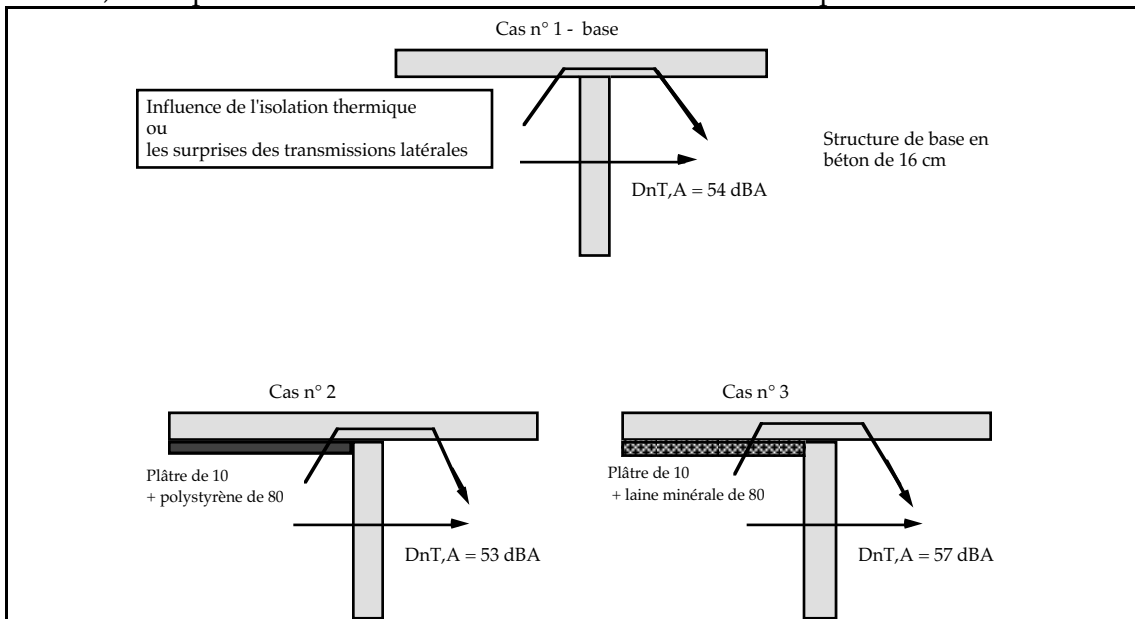 Cas n° 1 - base
Influence de l'isolation thermique
ou
les surprises des transmissions latérales
Structure de base en
béton de 16 cm
DnT,A = 54 dBA
Cas n° 2
Plâtre de 10
+ polystyrène de 80
DnT,A = 53 dBA
Cas n° 3
Plâtre de 10
+ laine minérale de 80
DnT,A = 57 dBA